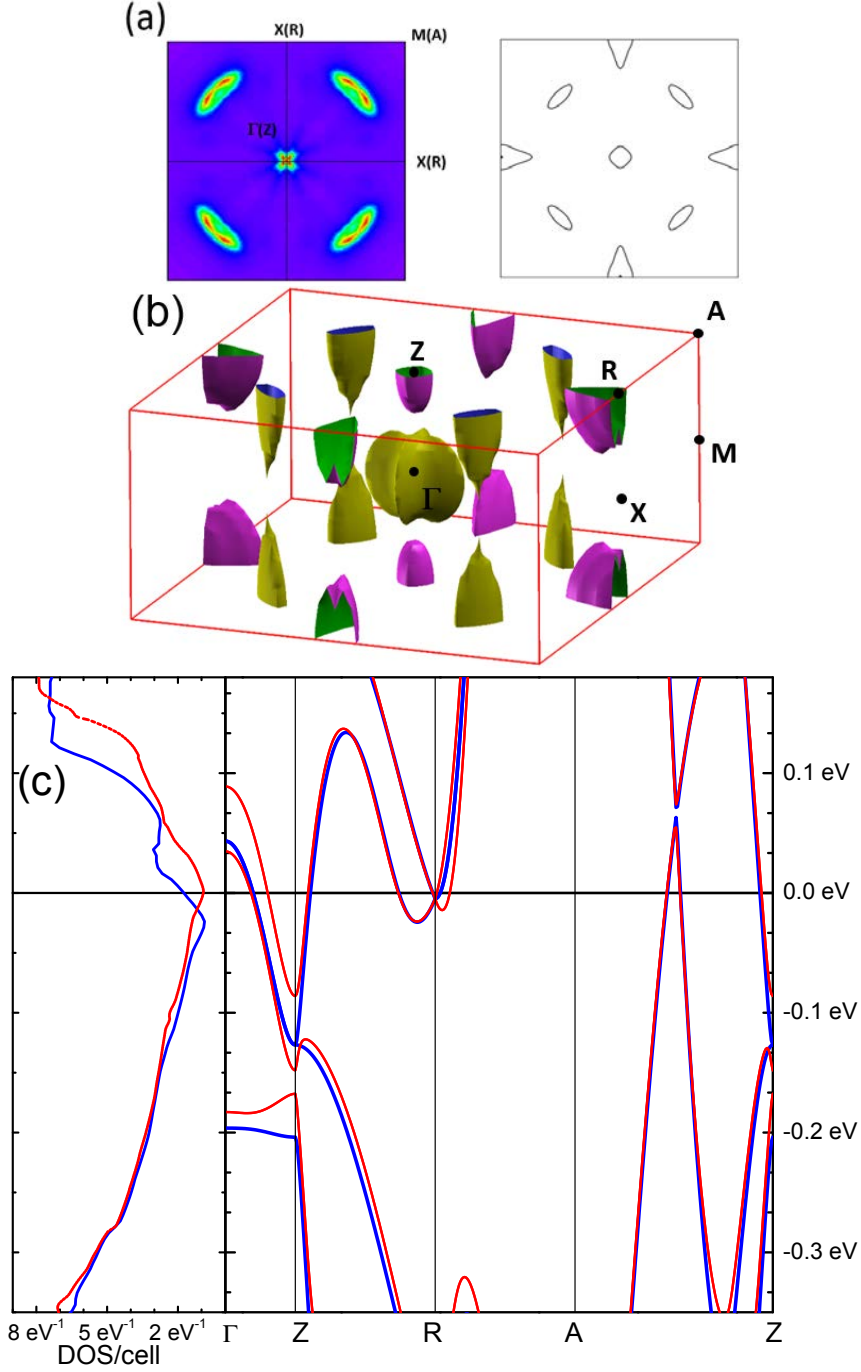 (a)
X(R)
M(A)
Γ(Z)
X(R)
(b)
A
Z
R
M
Γ
X
(c)
0.1 eV
0.0 eV
-0.1 eV
-0.2 eV
-0.3 eV
8 eV⁻¹ 5 eV⁻¹ 2 eV⁻¹ Γ Z R A Z
DOS/cell